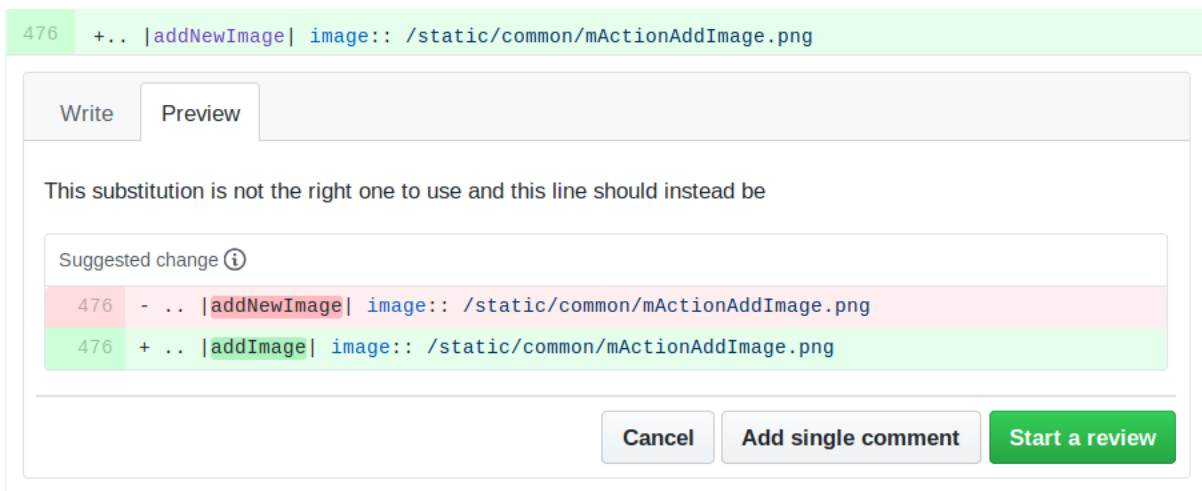 476 +.. |addNewImage| image:: /static/common/mActionAddImage.png
Write Preview
This substitution is not the right one to use and this line should instead be
Suggested change
476 - .. |addNewImage| image:: /static/common/mActionAddImage.png
476 + .. |addImage| image:: /static/common/mActionAddImage.png
Cancel Add single comment Start a review